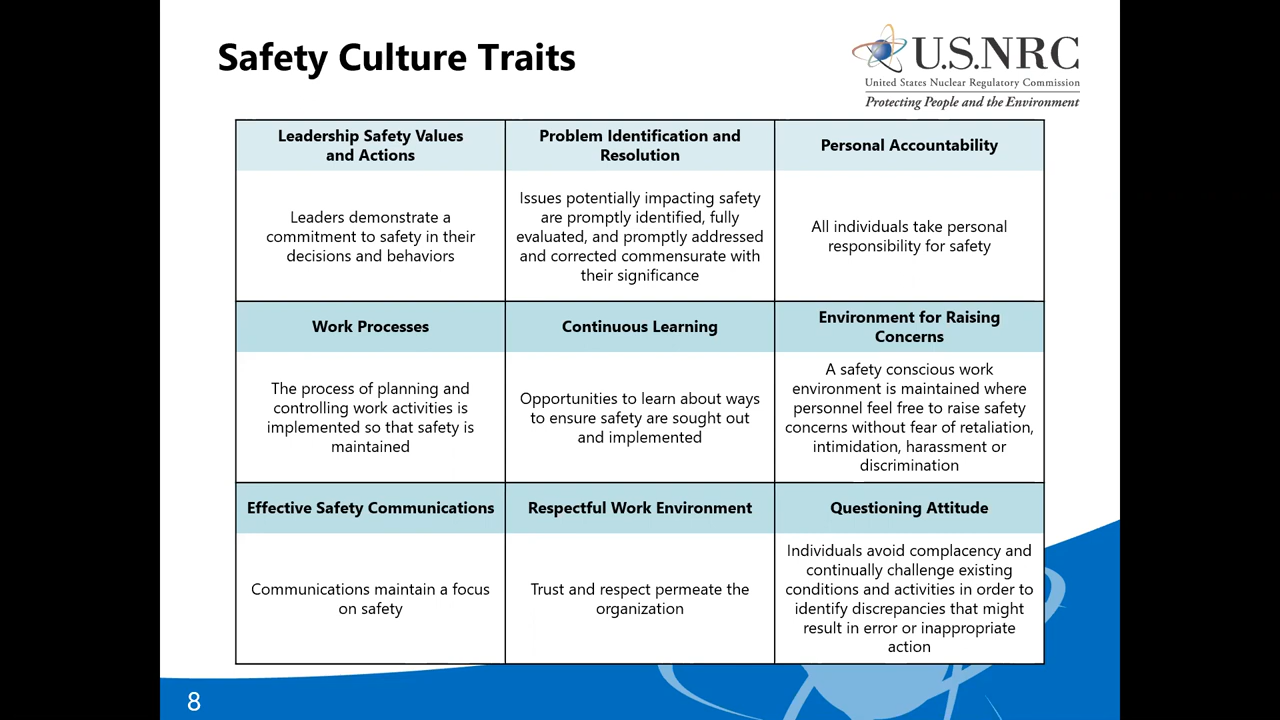 Safety Culture Traits
U.S.NRC
United States Nuclear Regulatory Commission
Protecting People and the Environment
Leadership Safety Values
and Actions
Problem Identification and
Resolution
Personal Accountability
Leaders demonstrate a
commitment to safety in their
decisions and behaviors
Issues potentially impacting safety
are promptly identified, fully
evaluated, and promptly addressed
and corrected commensurate with
their significance
All individuals take personal
responsibility for safety
Work Processes
Continuous Learning
Environment for Raising
Concerns
The process of planning and
controlling work activities is
implemented so that safety is
maintained
Opportunities to learn about ways
to ensure safety are sought out
and implemented
A safety conscious work
environment is maintained where
personnel feel free to raise safety
concerns without fear of retaliation,
intimidation, harassment or
discrimination
Effective Safety Communications
Respectful Work Environment
Questioning Attitude
Communications maintain a focus
on safety
Trust and respect permeate the
organization
Individuals avoid complacency and
continually challenge existing
conditions and activities in order to
identify discrepancies that might
result in error or inappropriate
action
8